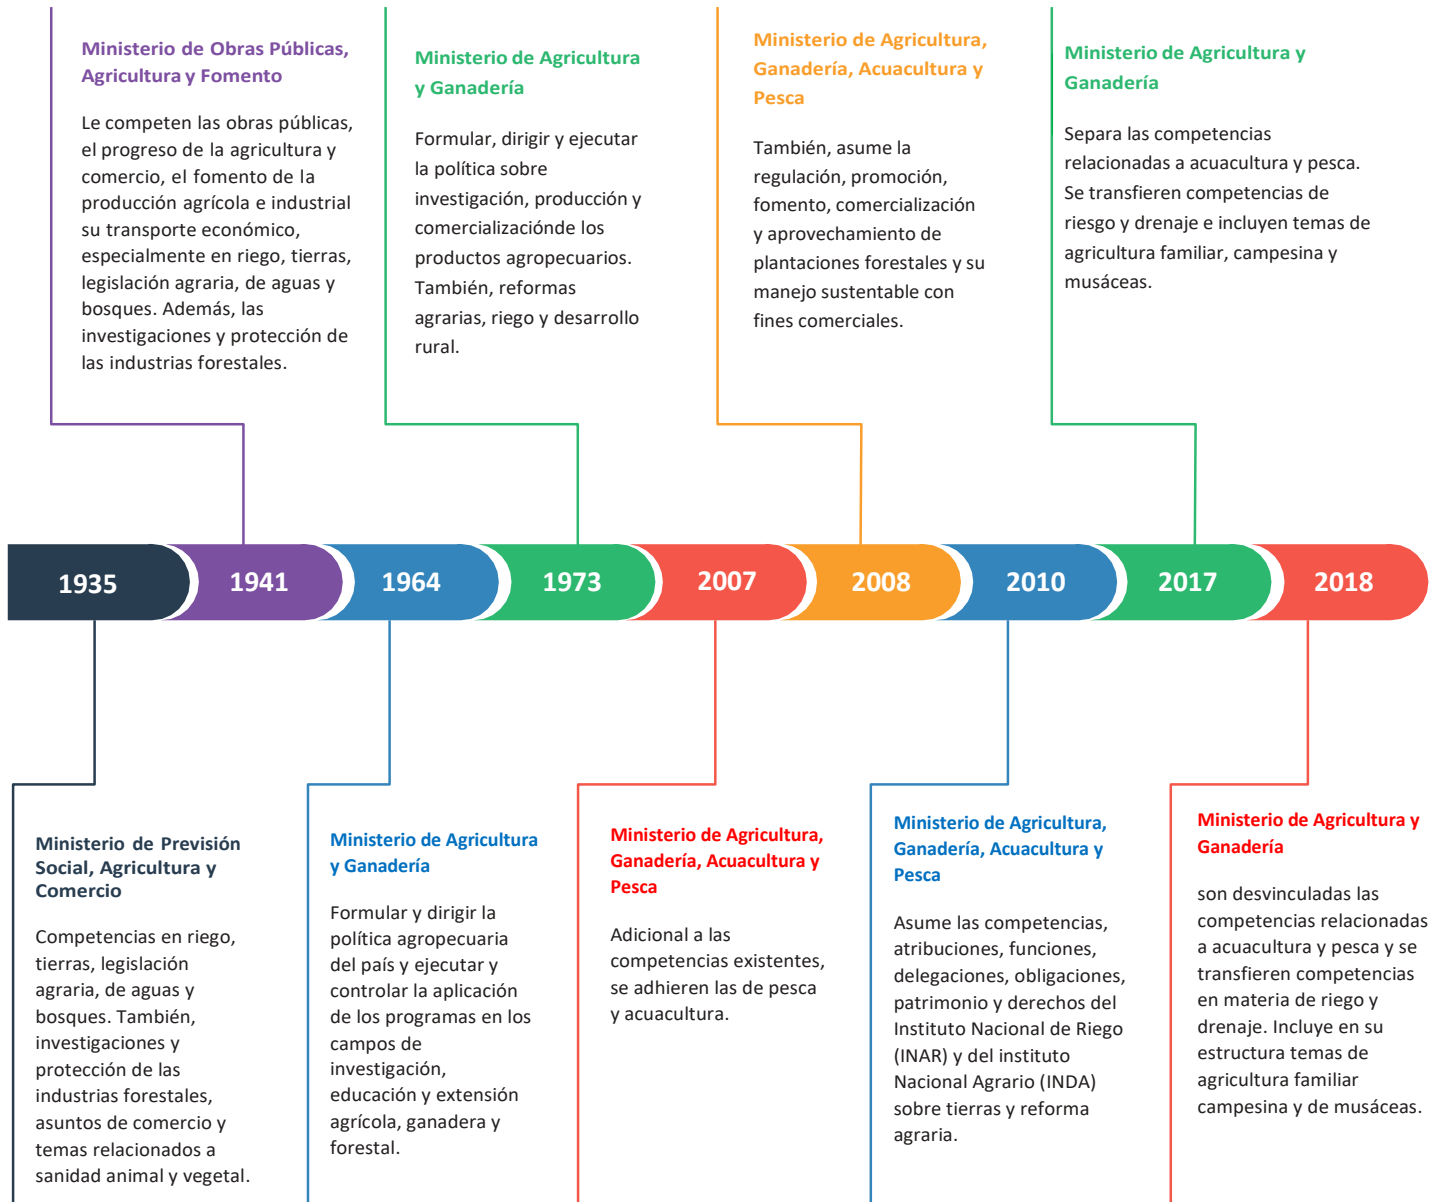 Ministerio de Obras Públicas,
Agricultura y Fomento
Le competen las obras públicas,
el progreso de la agricultura y
comercio, el fomento de la
producción agrícola e industrial
su transporte económico,
especialmente en riego, tierras,
legislación agraria, de aguas y
bosques. Además, las
investigaciones y protección de
las industrias forestales.
Ministerio de Agricultura
y Ganadería
Formular, dirigir y ejecutar
la política sobre
investigación, producción y
comercializaciónde los
productos agropecuarios.
También, reformas
agrarias, riego y desarrollo
rural.
Ministerio de Agricultura,
Ganadería, Acuacultura y
Pesca
También, asume la
regulación, promoción,
fomento, comercialización
y aprovechamiento de
plantaciones forestales y su
manejo sustentable con
fines comerciales.
Ministerio de Agricultura y
Ganadería
Separa las competencias
relacionadas a acuacultura y pesca.
Se transfieren competencias de
riesgo y drenaje e incluyen temas de
agricultura familiar, campesina y
musáceas.
1935
1941
1964
1973
2007
2008
2010
2017
2018
Ministerio de Previsión
Social, Agricultura y
Comercio
Competencias en riego,
tierras, legislación
agraria, de aguas y
bosques. También,
investigaciones y
protección de las
industrias forestales,
asuntos de comercio y
temas relacionados a
sanidad animal y vegetal.
Ministerio de Agricultura
y Ganadería
Formular y dirigir la
política agropecuaria
del país y ejecutar y
controlar la aplicación
de los programas en los
campos de
investigación,
educación y extensión
agrícola, ganadera y
forestal.
Ministerio de Agricultura,
Ganadería, Acuacultura y
Pesca
Adicional a las
competencias existentes,
se adhieren las de pesca
y acuacultura.
Ministerio de Agricultura,
Ganadería, Acuacultura y
Pesca
Asume las competencias,
atribuciones, funciones,
delegaciones, obligaciones,
patrimonio y derechos del
Instituto Nacional de Riego
(INAR) y del instituto
Nacional Agrario (INDA)
sobre tierras y reforma
agraria.
Ministerio de Agricultura y
Ganadería
son desvinculadas las
competencias relacionadas
a acuacultura y pesca y se
transfieren competencias
en materia de riego y
drenaje. Incluye en su
estructura temas de
agricultura familiar
campesina y de musáceas.